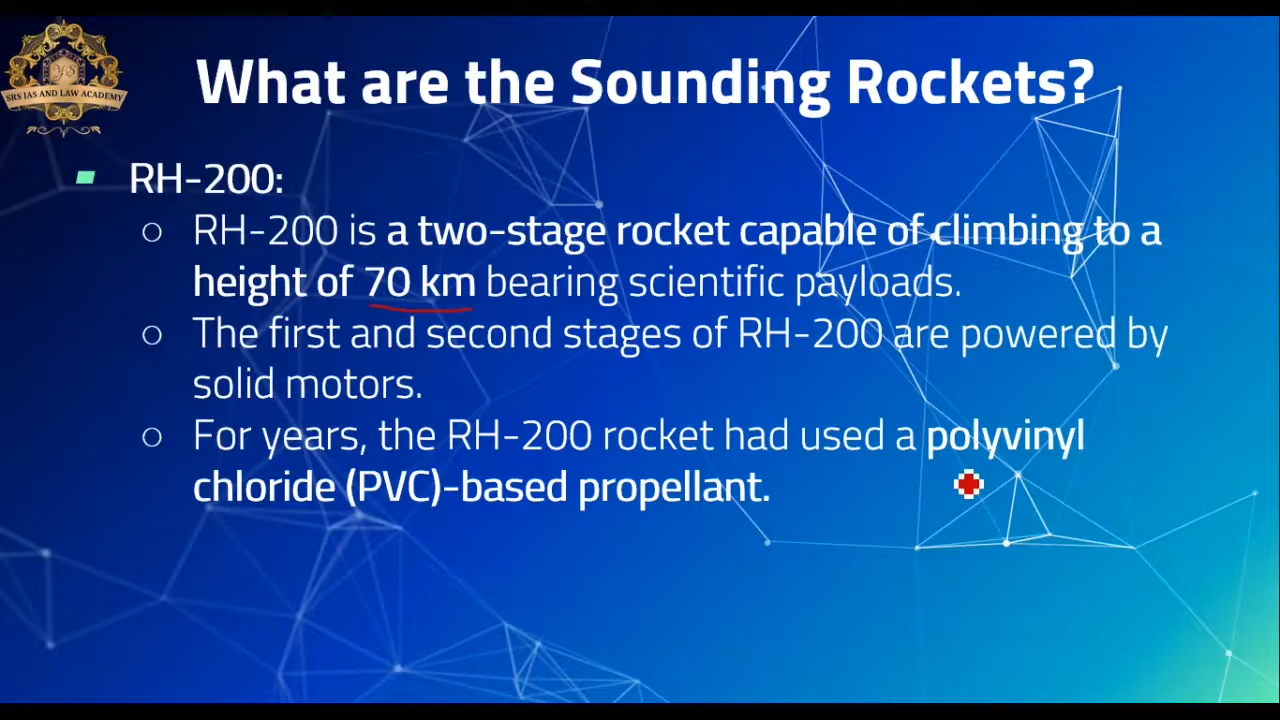 SRS IAS AND LAW ACADEMY
What are the Sounding Rockets?
RH-200:
RH-200 is a two-stage rocket capable of climbing to a
height of 70 km bearing scientific payloads.
The first and second stages of RH-200 are powered by
solid motors.
For years, the RH-200 rocket had used a polyvinyl
chloride (PVC)-based propellant.